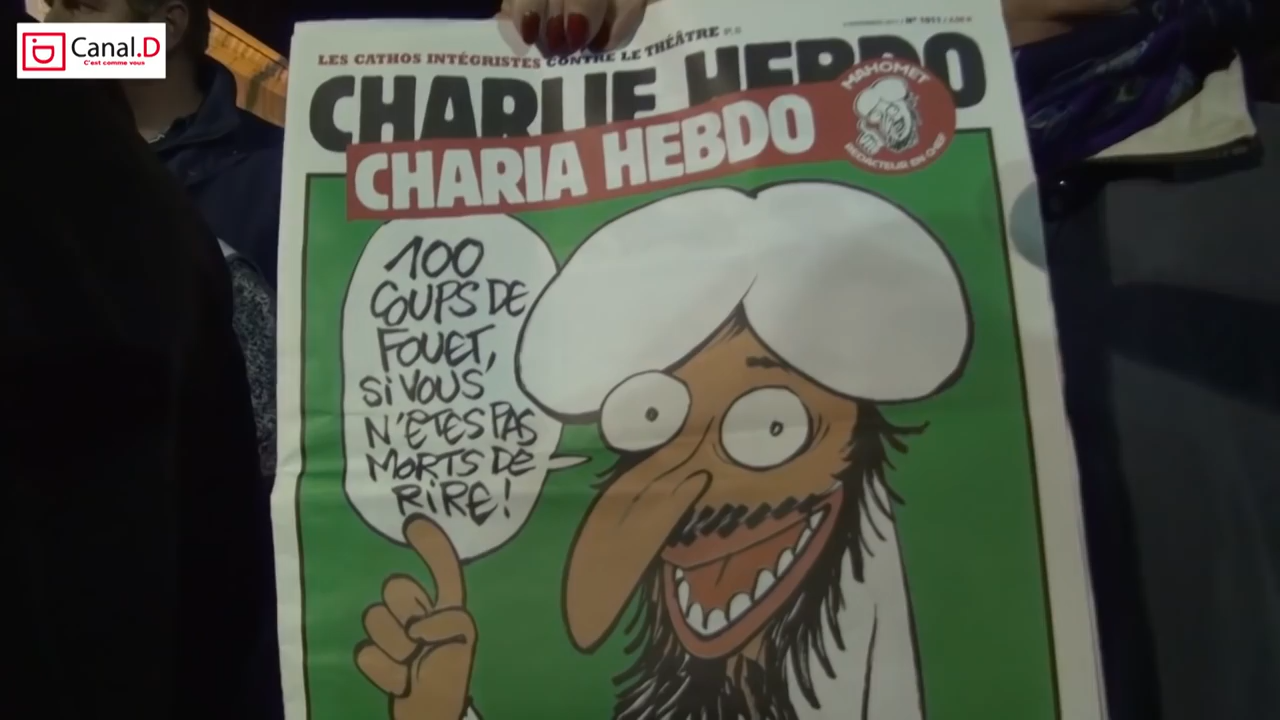 Canal.D
C'est comme vous
LES CATHOS INTÉGRISTES CONTRE LE THÉÂTRE
N° 1011
CHARLIE HEBDO
CHARIA HEBDO
MAHOMET
RÉDACTEUR EN CHEF
100
COUPS DE
FOUET,
SI VOUS
N'ÊTES PAS
MORTS DE
RIRE!